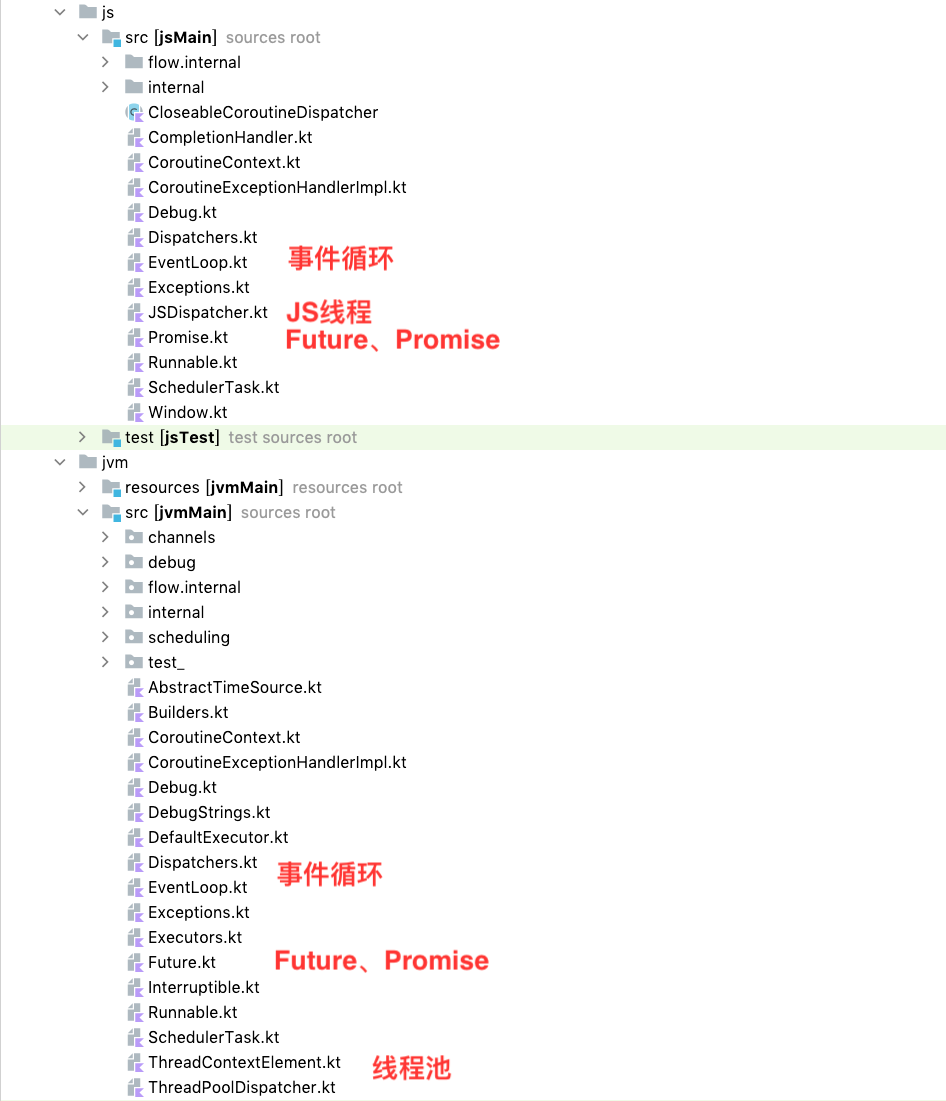 js
src [jsMain] sources root
flow.internal
internal
CloseableCoroutineDispatcher
CompletionHandler.kt
CoroutineContext.kt
CoroutineExceptionHandlerImpl.kt
Debug.kt
Dispatchers.kt
EventLoop.kt 事件循环
Exceptions.kt
JSDispatcher.kt JS线程
Promise.kt Future、Promise
Runnable.kt
SchedulerTask.kt
Window.kt
test [jsTest] test sources root
jvm
resources [jvmMain] resources root
src [jvmMain] sources root
channels
debug
flow.internal
internal
scheduling
test_
AbstractTimeSource.kt
Builders.kt
CoroutineContext.kt
CoroutineExceptionHandlerImpl.kt
Debug.kt
DebugStrings.kt
DefaultExecutor.kt
Dispatchers.kt 事件循环
EventLoop.kt
Exceptions.kt
Executors.kt
Future.kt Future、Promise
Interruptible.kt
Runnable.kt
SchedulerTask.kt
ThreadContextElement.kt 线程池
ThreadPoolDispatcher.kt